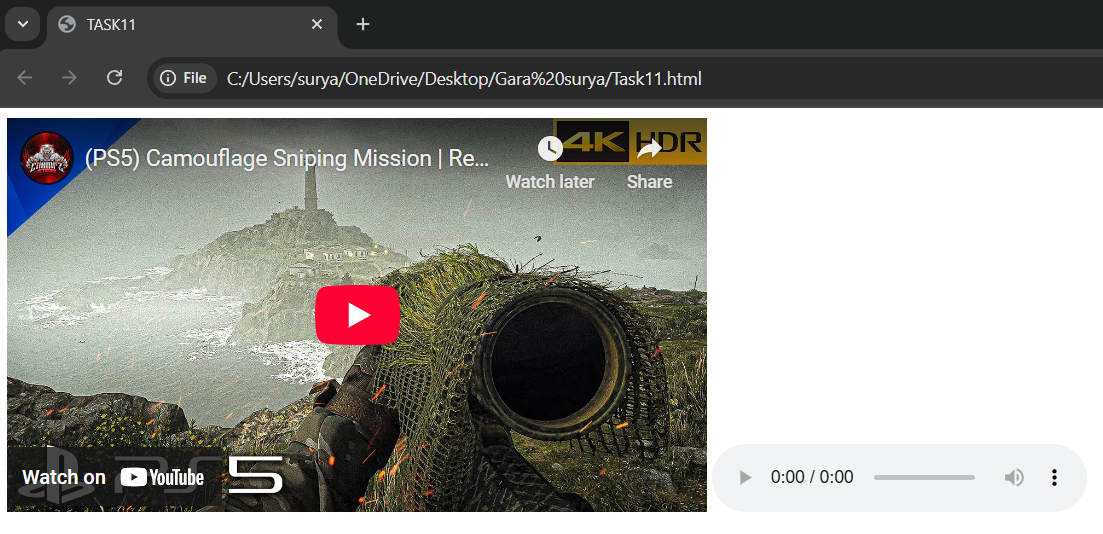 TASK11
File
C:/Users/surya/OneDrive/Desktop/Gara%20surya/Task11.html
(PS5) Camouflage Sniping Mission | Re...
4K HDR
Watch later
Share
Watch on YouTube
PS5
0:00 / 0:00